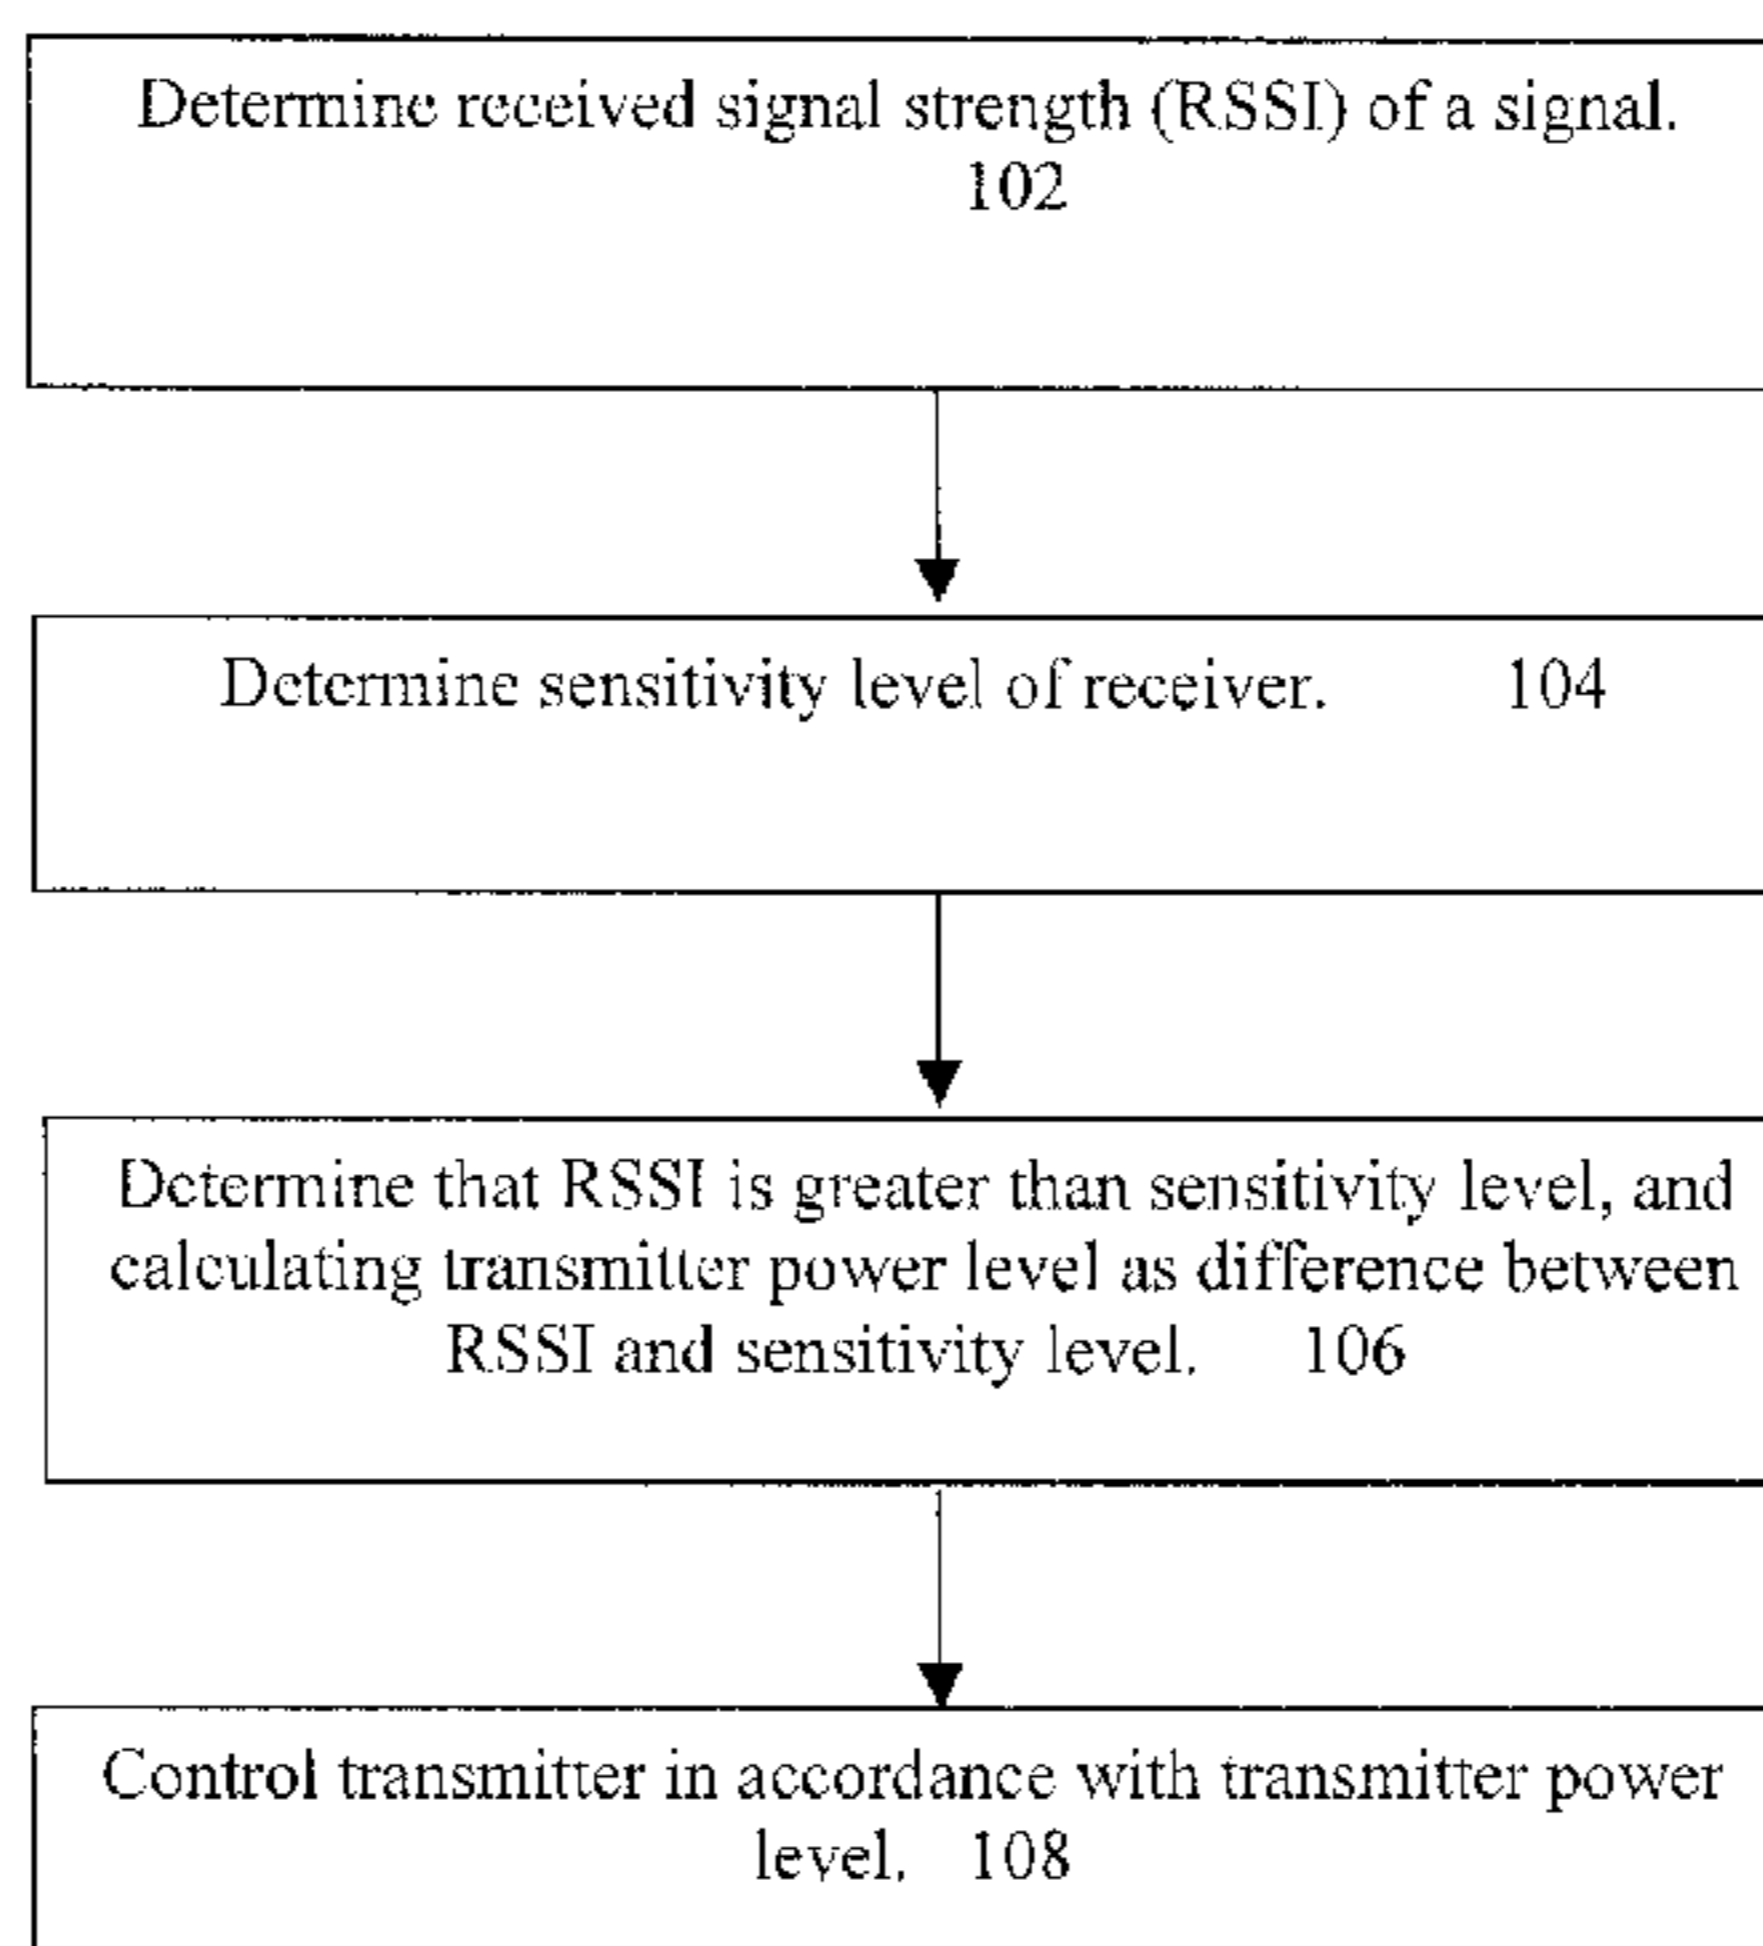 Determine received signal strength (RSSI) of a signal.
102
Determine sensitivity level of receiver. 104
Determine that RSSI is greater than sensitivity level, and
calculating transmitter power level as difference between
RSSI and sensitivity level. 106
Control transmitter in accordance with transmitter power
level. 108